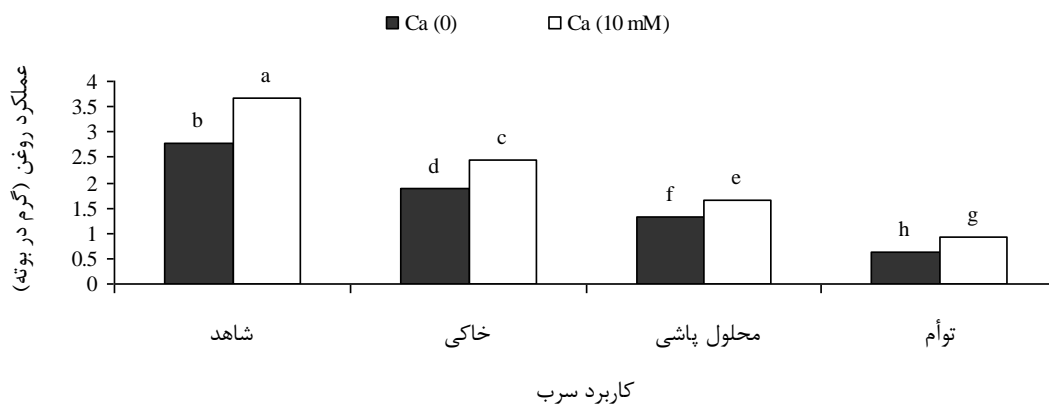 Ca (0) Ca (10 mM)
عملکرد روغن (گرم در بوته)
4
3.5
3
2.5
2
1.5
1
0.5
0
b a d c f e h g
شاهد خاکی محلول پاشی توأم
کاربرد سرب